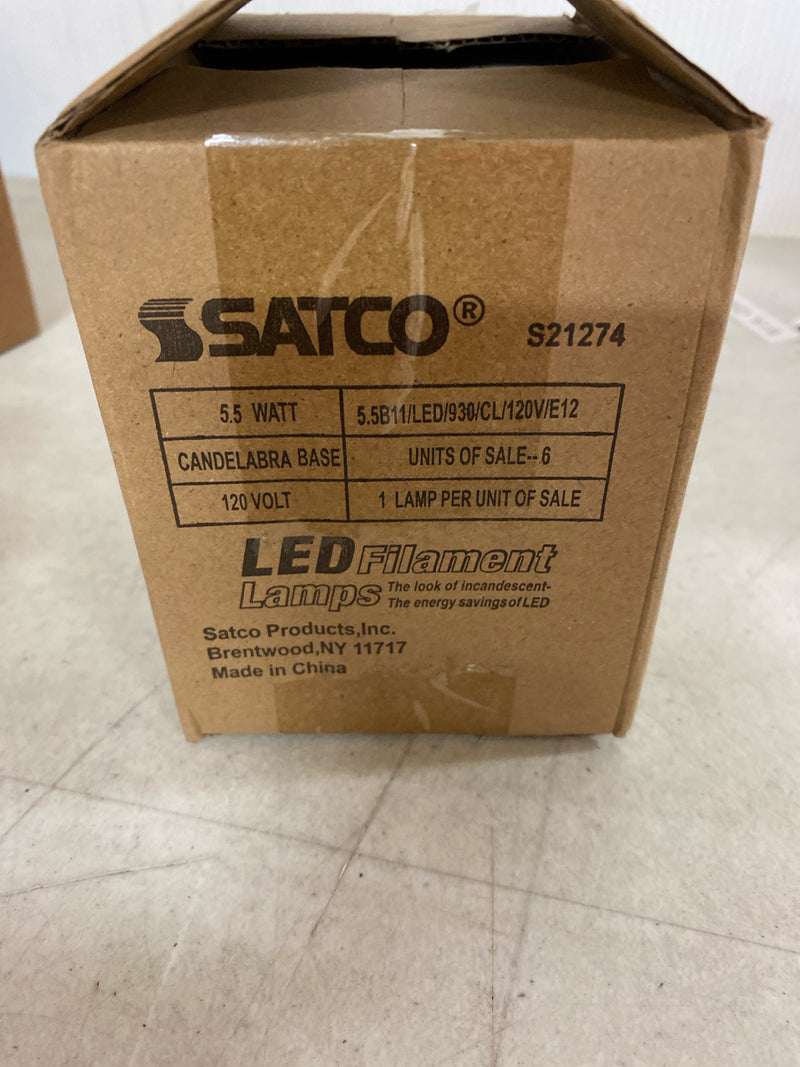 SATCO® S21274
5.5 WATT 5.5B11/LED/930/CL/120V/E12
CANDELABRA BASE UNITS OF SALE-- 6
120 VOLT 1 LAMP PER UNIT OF SALE
LED Filament
Lamps The look of incandescent-
The energy savings of LED
Satco Products,Inc.
Brentwood,NY 11717
Made in China